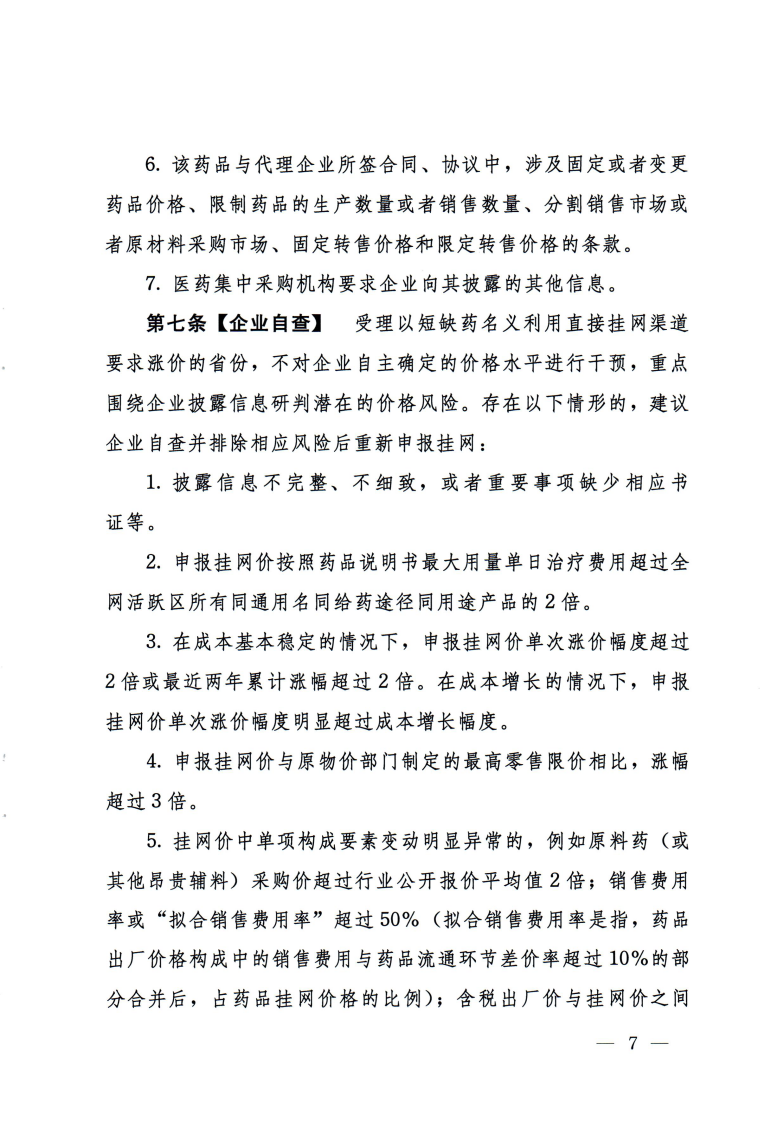 6. 该药品与代理企业所签合同、协议中，涉及固定或者变更
药品价格、限制药品的生产数量或者销售数量、分割销售市场或
者原材料采购市场、固定转售价格和限定转售价格的条款。
7. 医药集中采购机构要求企业向其披露的其他信息。
第七条【企业自查】　受理以短缺药名义利用直接挂网渠道
要求涨价的省份，不对企业自主确定的价格水平进行干预，重点
围绕企业披露信息研判潜在的价格风险。存在以下情形的，建议
企业自查并排除相应风险后重新申报挂网：
1. 披露信息不完整、不细致，或者重要事项缺少相应书
证等。
2. 申报挂网价按照药品说明书最大用量单日治疗费用超过全
网活跃区所有同通用名同给药途径同用途产品的 2 倍。
3. 在成本基本稳定的情况下，申报挂网价单次涨价幅度超过
2 倍或最近两年累计涨幅超过 2 倍。在成本增长的情况下，申报
挂网价单次涨价幅度明显超过成本增长幅度。
4. 申报挂网价与原物价部门制定的最高零售限价相比，涨幅
超过 3 倍。
5. 挂网价中单项构成要素变动明显异常的，例如原料药（或
其他昂贵辅料）采购价超过行业公开报价平均值 2 倍；销售费用
率或“拟合销售费用率”超过 50%（拟合销售费用率是指，药品
出厂价格构成中的销售费用与药品流通环节差价率超过 10%的部
分合并后，占药品挂网价格的比例）；含税出厂价与挂网价之间
— 7 —